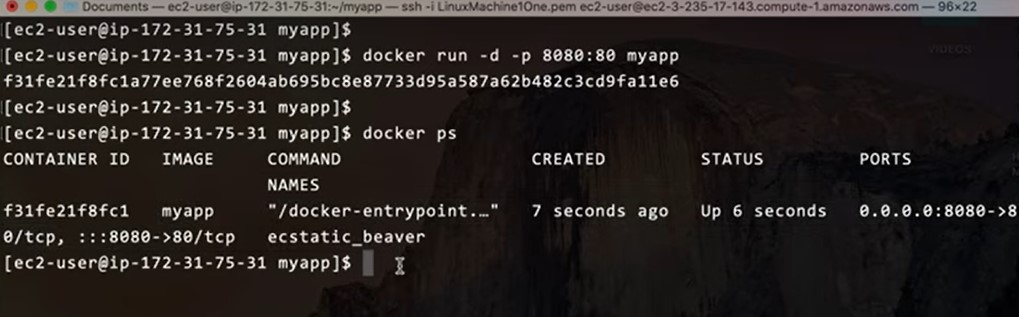 Documents — ec2-user@ip-172-31-75-31:~/myapp — ssh -i LinuxMachine1One.pem ec2-user@ec2-3-235-17-143.compute-1.amazonaws.com — 96×22
[ec2-user@ip-172-31-75-31 myapp]$
[ec2-user@ip-172-31-75-31 myapp]$ docker run -d -p 8080:80 myapp
f31fe21f8fc1a77ee768f2604ab695bc8e87733d95a587a62b482c3cd9fa11e6
[ec2-user@ip-172-31-75-31 myapp]$
[ec2-user@ip-172-31-75-31 myapp]$ docker ps
CONTAINER ID   IMAGE     COMMAND                  CREATED         STATUS         PORTS
NAMES
f31fe21f8fc1   myapp     "/docker-entrypoint.…"   7 seconds ago   Up 6 seconds   0.0.0.0:8080->8
0/tcp, :::8080->80/tcp   ecstatic_beaver
[ec2-user@ip-172-31-75-31 myapp]$
VIDEOS